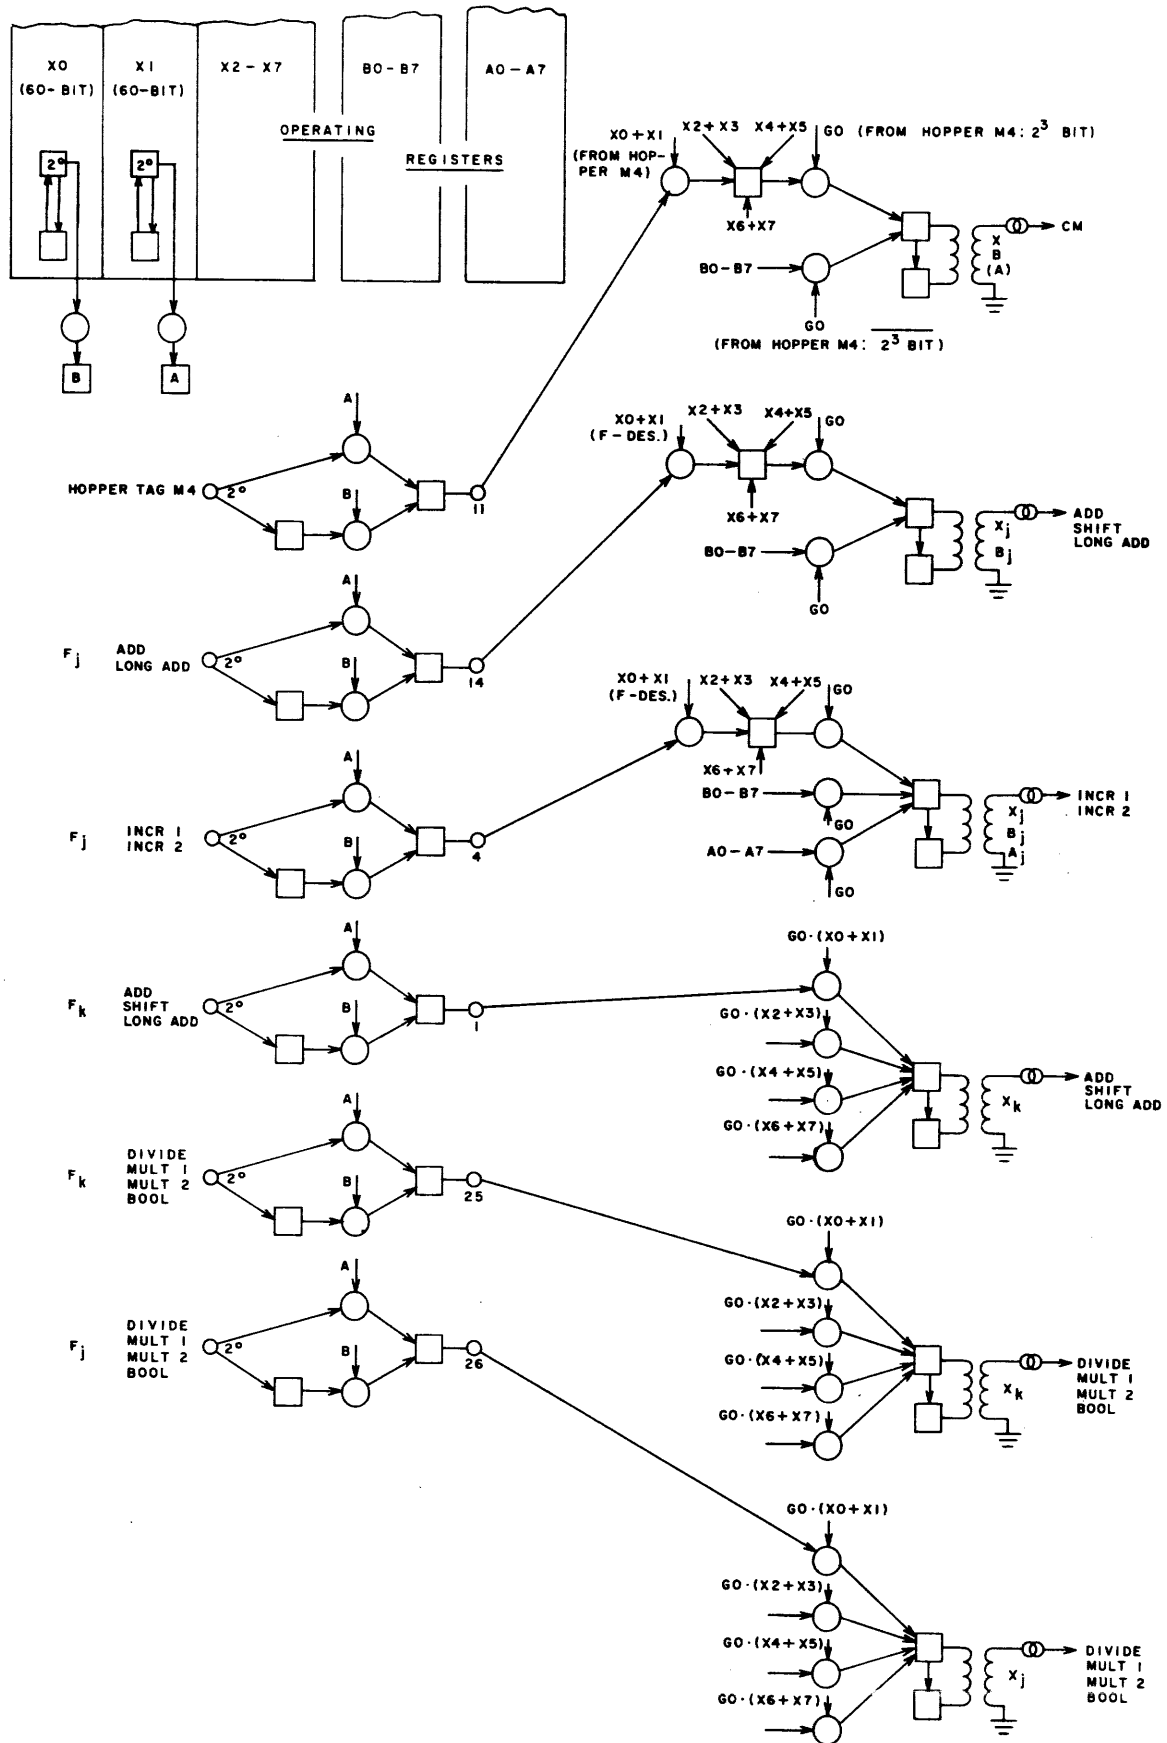 X0
(60-BIT)
X1
(60-BIT)
X2-X7
B0-B7
A0-A7
OPERATING
REGISTERS
2⁰
2⁰
B
A
X0+X1
(FROM HOP-
PER M4)
X2+X3
X4+X5
GO (FROM HOPPER M4: 2³ BIT)
X6+X7
B0-B7
GO
(FROM HOPPER M4: 2³ BIT)
X
B
(A)
CM
HOPPER TAG M4
2⁰
A
B
11
X0+X1
(F-DES.)
X2+X3
X4+X5
GO
X6+X7
B0-B7
GO
Xj
Bj
ADD
SHIFT
LONG ADD
Fj
ADD
LONG ADD
2⁰
A
B
14
X0+X1
(F-DES.)
X2+X3
X4+X5
GO
X6+X7
B0-B7
GO
A0-A7
GO
Xj
Bj
Aj
INCR 1
INCR 2
Fj
INCR 1
INCR 2
2⁰
A
B
4
Fk
ADD
SHIFT
LONG ADD
2⁰
A
B
1
GO·(X0+X1)
GO·(X2+X3)
GO·(X4+X5)
GO·(X6+X7)
Xk
ADD
SHIFT
LONG ADD
Fk
DIVIDE
MULT 1
MULT 2
BOOL
2⁰
A
B
25
GO·(X0+X1)
GO·(X2+X3)
GO·(X4+X5)
GO·(X6+X7)
Xk
DIVIDE
MULT 1
MULT 2
BOOL
Fj
DIVIDE
MULT 1
MULT 2
BOOL
2⁰
A
B
26
GO·(X0+X1)
GO·(X2+X3)
GO·(X4+X5)
GO·(X6+X7)
Xj
DIVIDE
MULT 1
MULT 2
BOOL